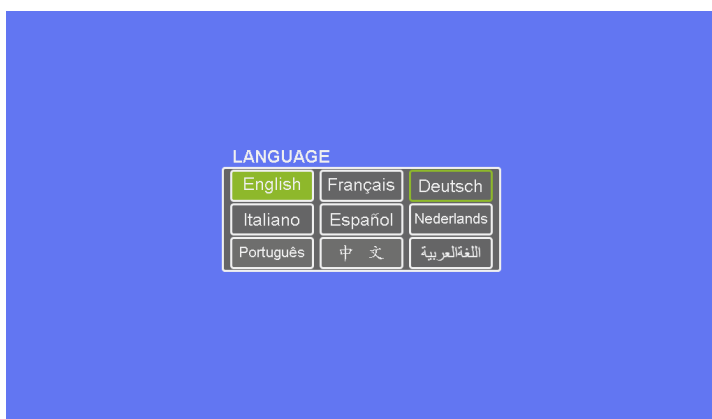 LANGUAGE
English Français Deutsch
Italiano Español Nederlands
Português 中 文 اللغةالعربية